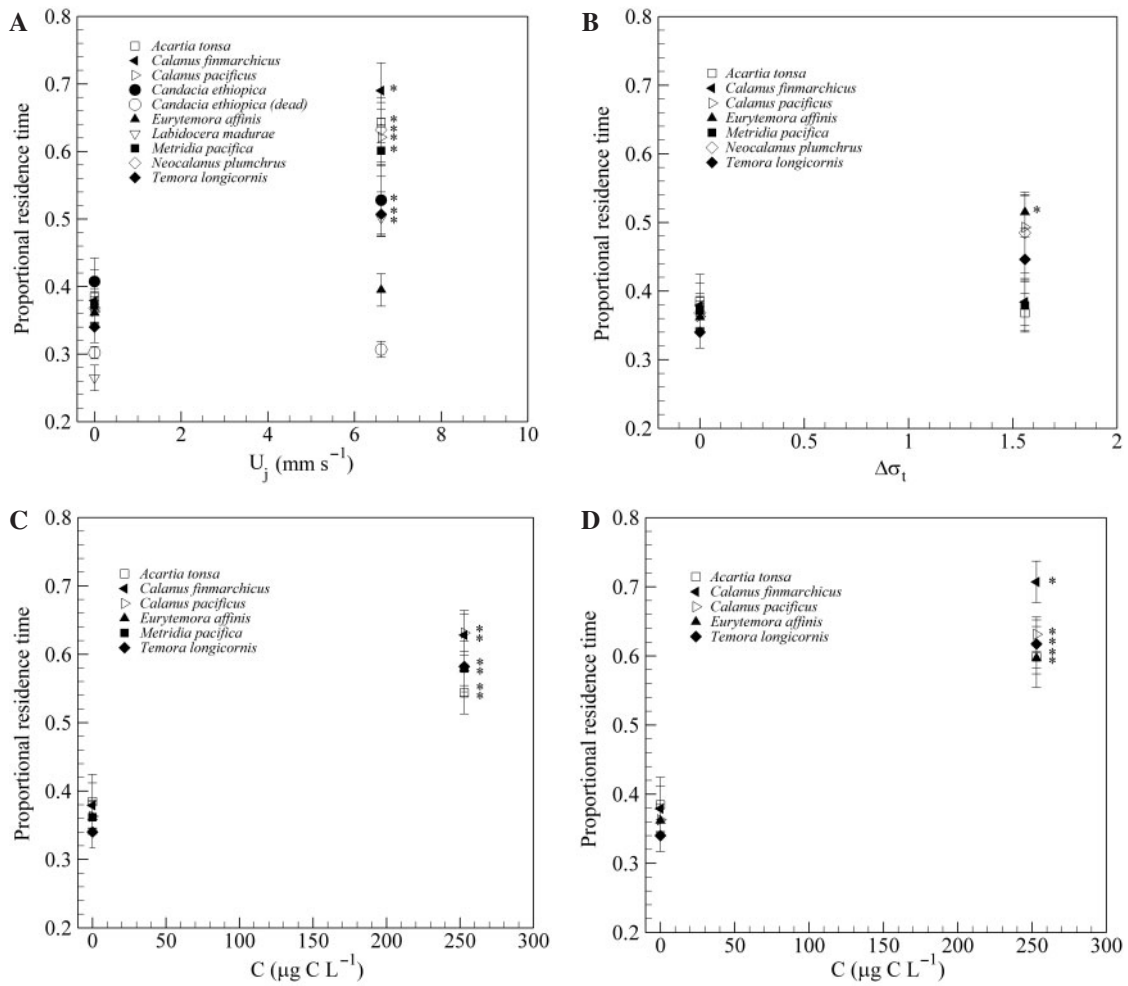 A
0.8
0.7
0.6
0.5
0.4
0.3
0.2
Proportional residence time
Acartia tonsa
Calanus finmarchicus
Calanus pacificus
Candacia ethiopica
Candacia ethiopica (dead)
Eurytemora affinis
Labidocera madurae
Metridia pacifica
Neocalanus plumchrus
Temora longicornis
*
*
*
*
*
*
*
*
0 2 4 6 8 10
U_j (mm s⁻¹)
B
0.8
0.7
0.6
0.5
0.4
0.3
0.2
Proportional residence time
Acartia tonsa
Calanus finmarchicus
Calanus pacificus
Eurytemora affinis
Metridia pacifica
Neocalanus plumchrus
Temora longicornis
*
0 0.5 1 1.5 2
Δσ_t
C
0.8
0.7
0.6
0.5
0.4
0.3
0.2
Proportional residence time
Acartia tonsa
Calanus finmarchicus
Calanus pacificus
Eurytemora affinis
Metridia pacifica
Temora longicornis
*
*
*
*
*
*
0 50 100 150 200 250 300
C (μg C L⁻¹)
D
0.8
0.7
0.6
0.5
0.4
0.3
0.2
Proportional residence time
Acartia tonsa
Calanus finmarchicus
Calanus pacificus
Eurytemora affinis
Temora longicornis
*
*
*
*
*
0 50 100 150 200 250 300
C (μg C L⁻¹)